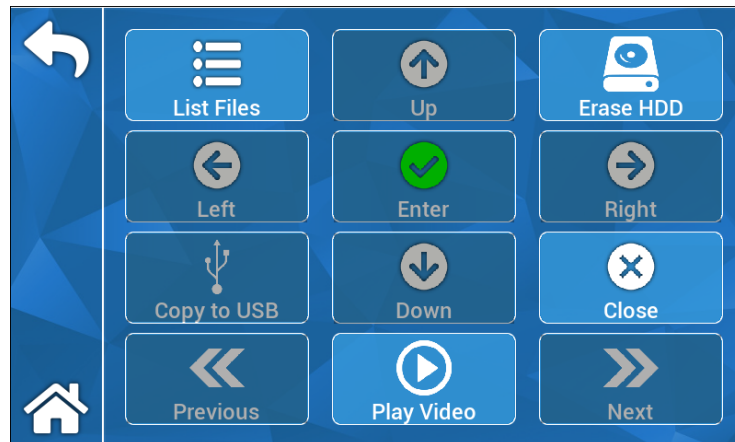 List Files
Up
Erase HDD
Left
Enter
Right
Copy to USB
Down
Close
Previous
Play Video
Next